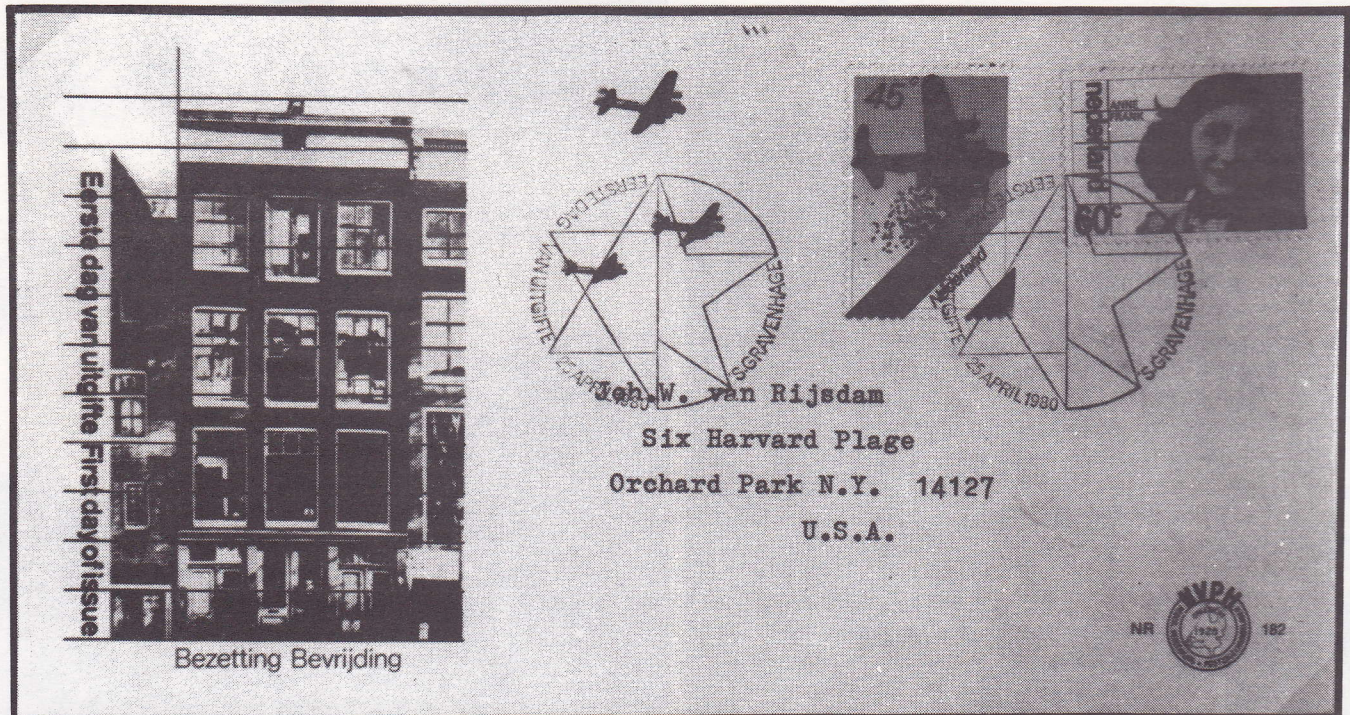 Eerste dag van uitgifte First day of issue
Bezetting Bevrijding
EERSTE DAG
VAN UITGIFTE
25 APRIL 1980
'S GRAVENHAGE
45c
nederland
ANNE
FRANK
nederland
60c
EERSTE
GIFTE
25 APRIL 1980
'S GRAVENHAGE
Joh.W. van Rijsdam
Six Harvard Plage
Orchard Park N.Y. 14127
U.S.A.
NR
NVPH
1928
182